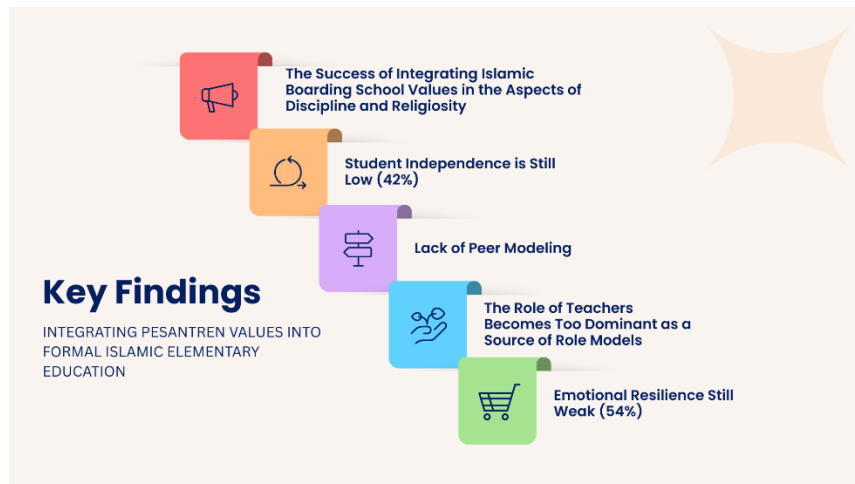 The Success of Integrating Islamic
Boarding School Values in the Aspects of
Discipline and Religiosity
Student Independence is Still
Low (42%)
Lack of Peer Modeling
Key Findings
INTEGRATING PESANTREN VALUES INTO
FORMAL ISLAMIC ELEMENTARY
EDUCATION
The Role of Teachers
Becomes Too Dominant as a
Source of Role Models
Emotional Resilience Still
Weak (54%)